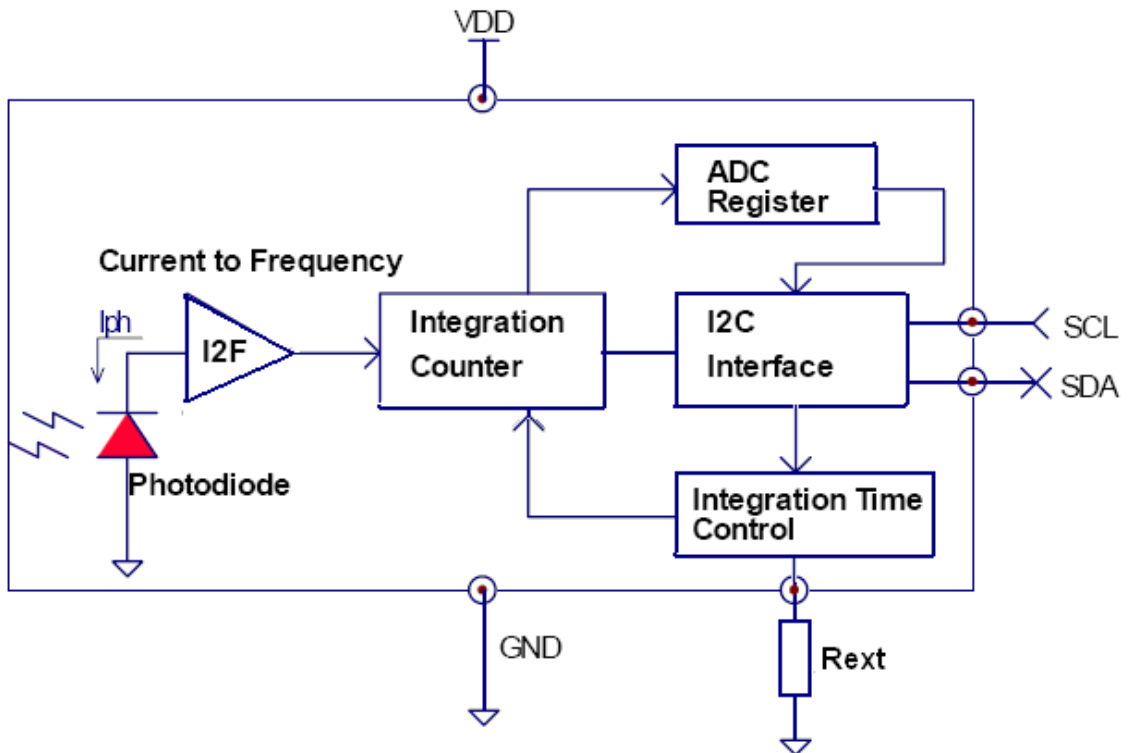 VDD
ADC
Register
Current to Frequency
Iph
I2F
Integration
Counter
I2C
Interface
SCL
SDA
Photodiode
Integration Time
Control
GND
Rext